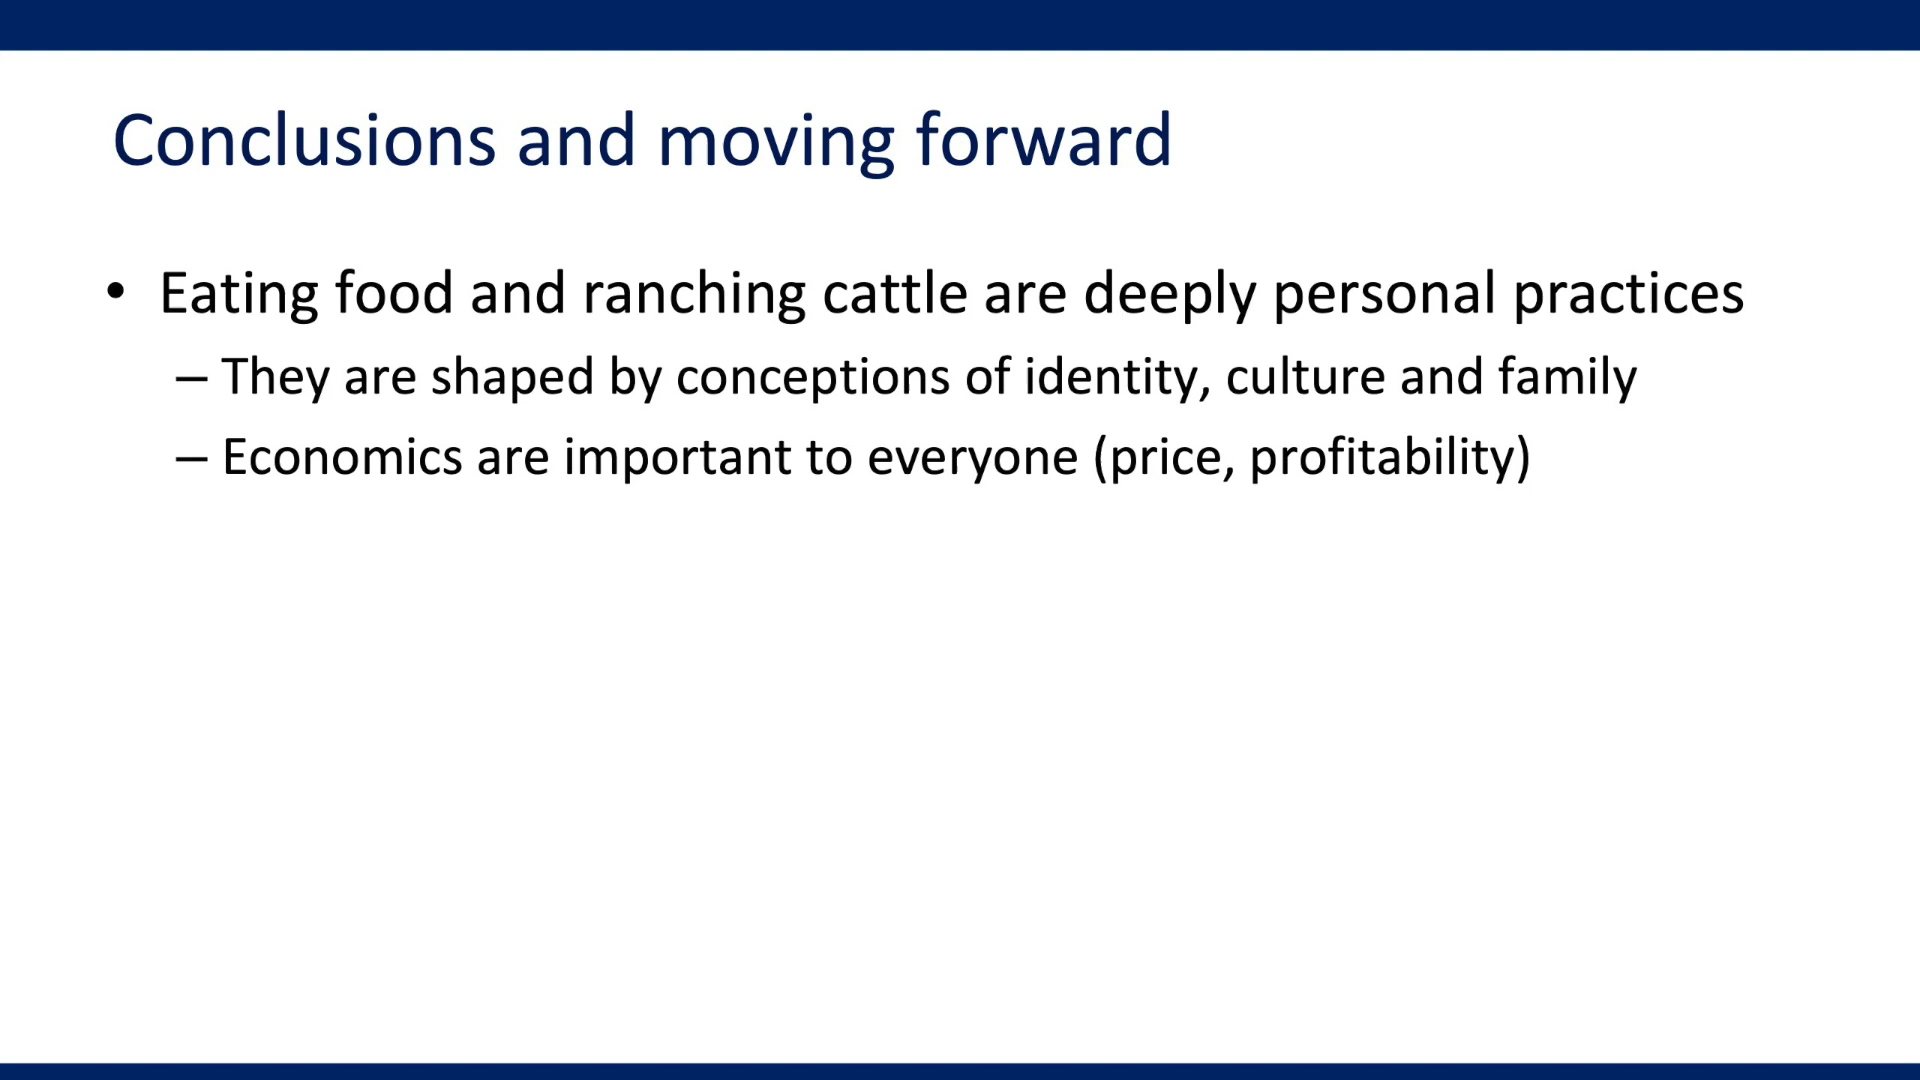 Conclusions and moving forward
• Eating food and ranching cattle are deeply personal practices
– They are shaped by conceptions of identity, culture and family
– Economics are important to everyone (price, profitability)